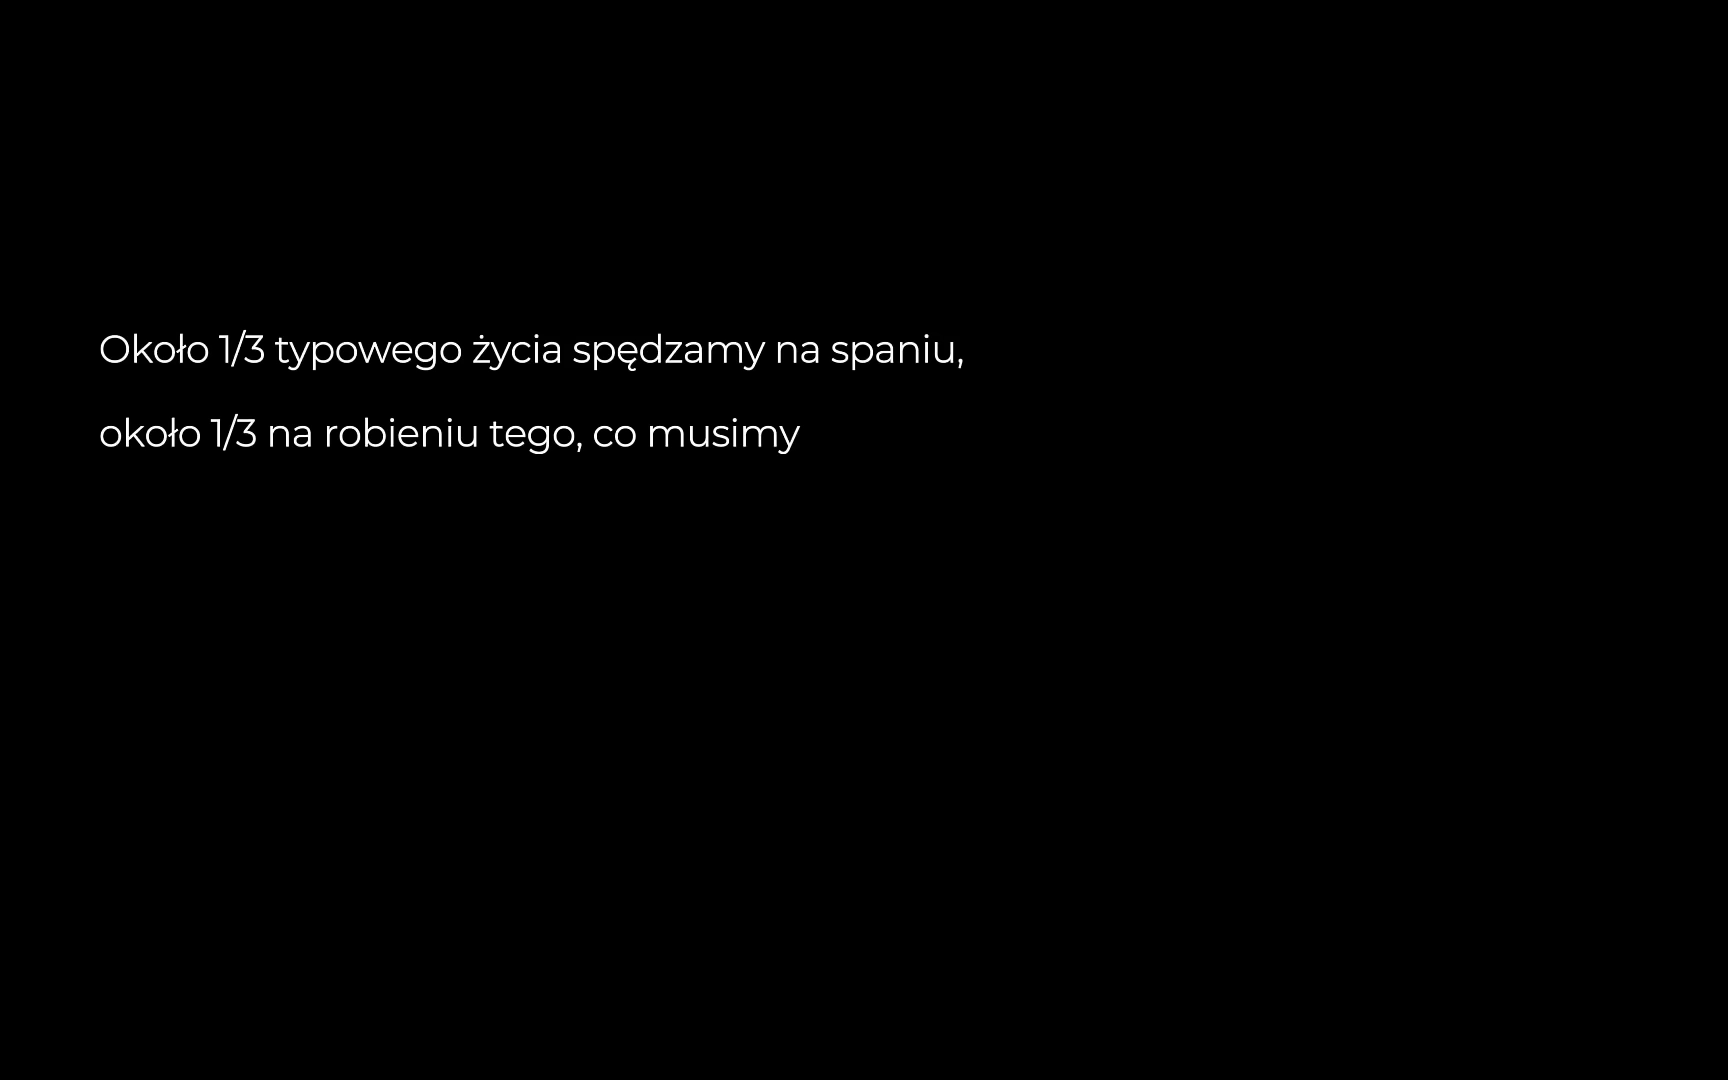 Około 1/3 typowego życia spędzamy na spaniu,
około 1/3 na robieniu tego, co musimy